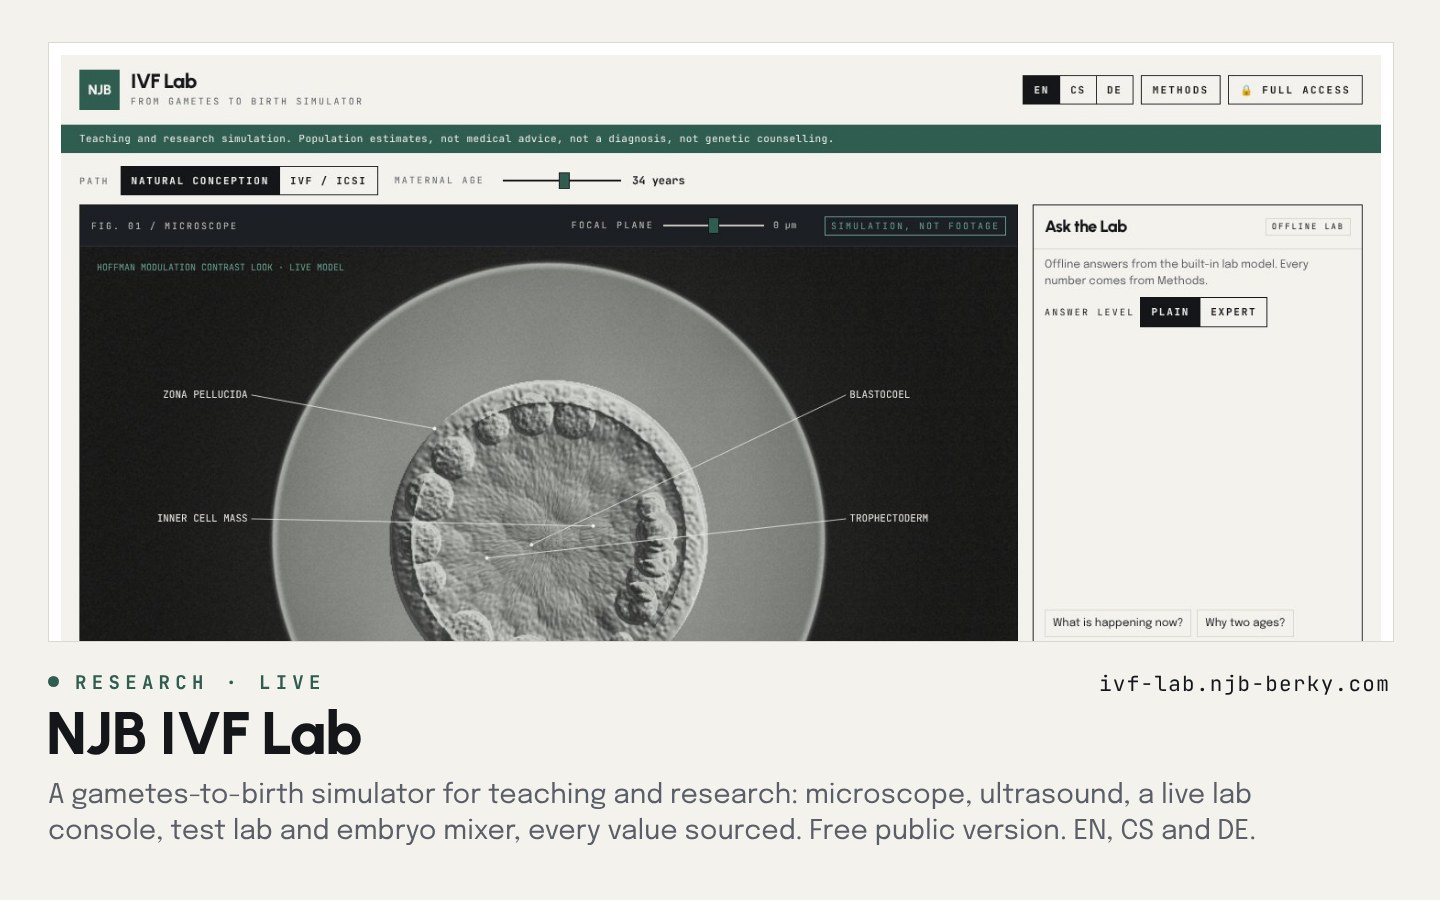 NJB
IVF Lab
FROM GAMETES TO BIRTH SIMULATOR
EN CS DE METHODS 🔒 FULL ACCESS
Teaching and research simulation. Population estimates, not medical advice, not a diagnosis, not genetic counselling.
PATH NATURAL CONCEPTION IVF / ICSI MATERNAL AGE 34 years
FIG. 01 / MICROSCOPE FOCAL PLANE 0 µm SIMULATION, NOT FOOTAGE
HOFFMAN MODULATION CONTRAST LOOK · LIVE MODEL
ZONA PELLUCIDA BLASTOCOEL
INNER CELL MASS TROPHECTODERM
Ask the Lab OFFLINE LAB
Offline answers from the built-in lab model. Every
number comes from Methods.
ANSWER LEVEL PLAIN EXPERT
What is happening now? Why two ages?
RESEARCH · LIVE
ivf-lab.njb-berky.com
NJB IVF Lab
A gametes-to-birth simulator for teaching and research: microscope, ultrasound, a live lab
console, test lab and embryo mixer, every value sourced. Free public version. EN, CS and DE.